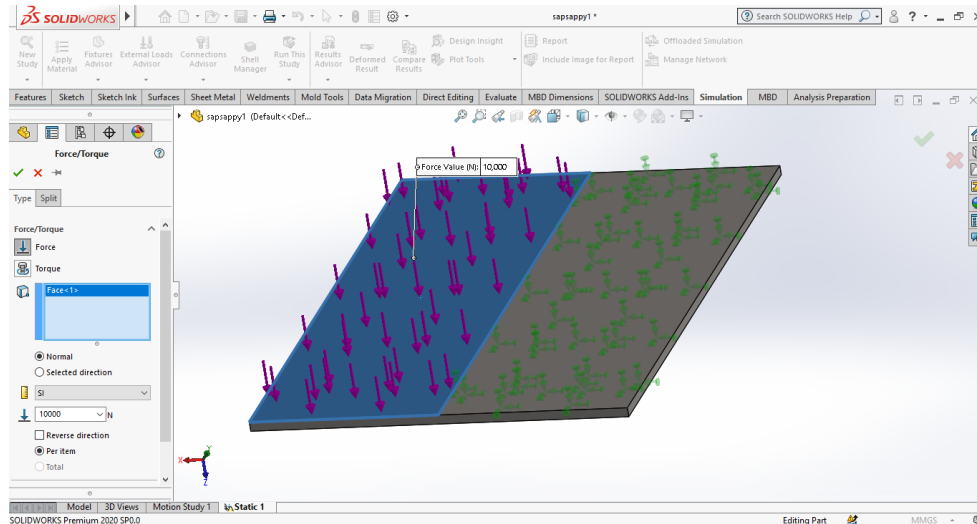 SOLIDWORKS
sapsappy1 *
Search SOLIDWORKS Help
New Study
Apply Material
Fixtures Advisor
External Loads Advisor
Connections Advisor
Shell Manager
Run This Study
Results Advisor
Deformed Result
Compare Results
Design Insight
Plot Tools
Report
Include Image for Report
Offloaded Simulation
Manage Network
Features Sketch Sketch Ink Surfaces Sheet Metal Weldments Mold Tools Data Migration Direct Editing Evaluate MBD Dimensions SOLIDWORKS Add-Ins Simulation MBD Analysis Preparation
sapsappy1 (Default<<Def...
Force/Torque
Type Split
Force/Torque
Force
Torque
Face<1>
Normal
Selected direction
SI
10000 N
Reverse direction
Per item
Total
Force Value (N): 10,000
X Y Z
Model 3D Views Motion Study 1 Static 1
SOLIDWORKS Premium 2020 SP0.0
Editing Part
MMGS